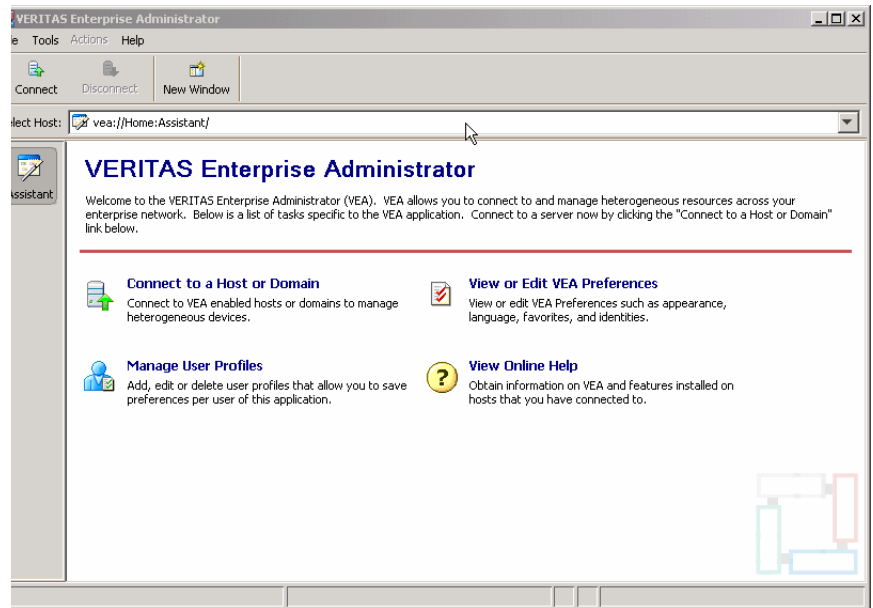 VERITAS Enterprise Administrator
Tools Actions Help
Connect Disconnect New Window
Host: vea://Home:Assistant/
Assistant
VERITAS Enterprise Administrator
Welcome to the VERITAS Enterprise Administrator (VEA). VEA allows you to connect to and manage heterogeneous resources across your
enterprise network. Below is a list of tasks specific to the VEA application. Connect to a server now by clicking the "Connect to a Host or Domain"
link below.
Connect to a Host or Domain
Connect to VEA enabled hosts or domains to manage
heterogeneous devices.
View or Edit VEA Preferences
View or edit VEA Preferences such as appearance,
language, favorites, and identities.
Manage User Profiles
Add, edit or delete user profiles that allow you to save
preferences per user of this application.
View Online Help
Obtain information on VEA and features installed on
hosts that you have connected to.